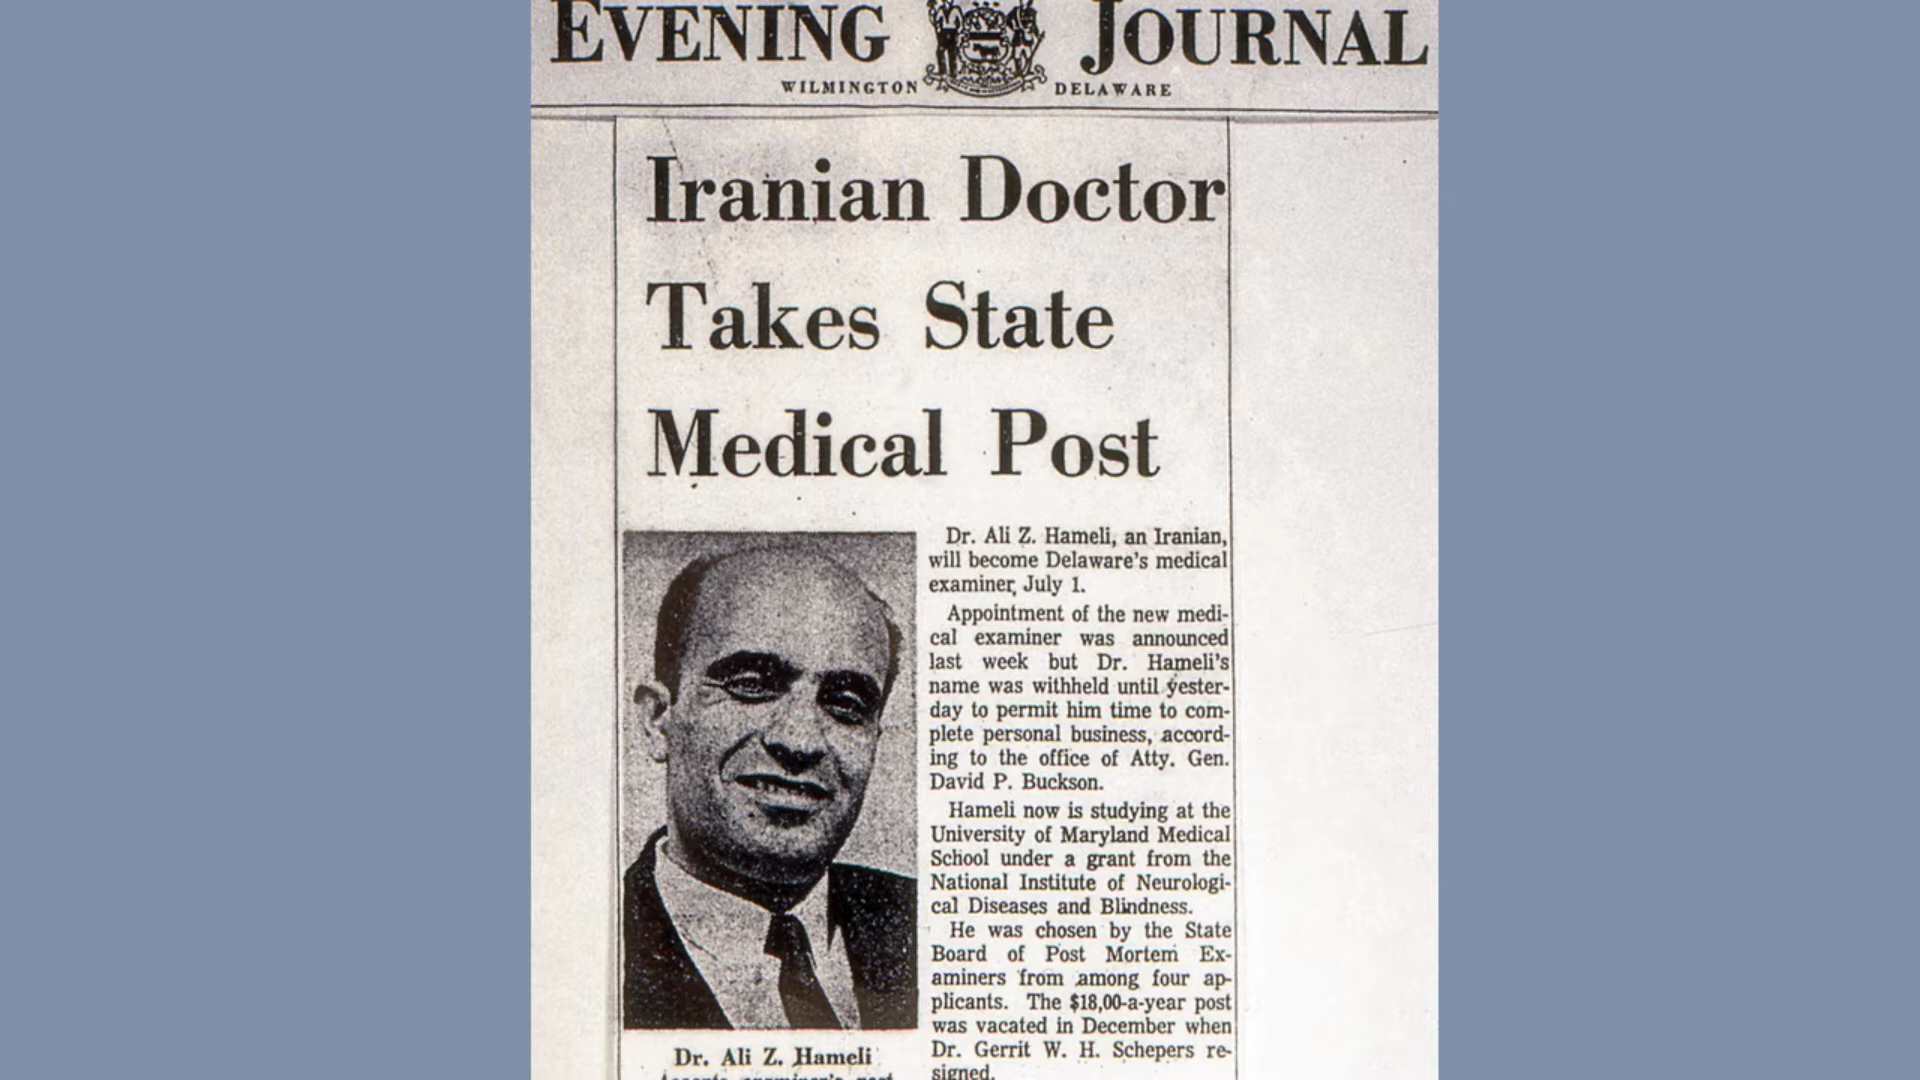 EVENING JOURNAL
WILMINGTON DELAWARE
Iranian Doctor
Takes State
Medical Post
Dr. Ali Z. Hameli, an Iranian,
will become Delaware's medical
examiner, July 1.
Appointment of the new medi-
cal examiner was announced
last week but Dr. Hameli's
name was withheld until yester-
day to permit him time to com-
plete personal business, accord-
ing to the office of Atty. Gen.
David P. Buckson.
Hameli now is studying at the
University of Maryland Medical
School under a grant from the
National Institute of Neurologi-
cal Diseases and Blindness.
He was chosen by the State
Board of Post Mortem Ex-
aminers from among four ap-
plicants. The $18,00-a-year post
was vacated in December when
Dr. Gerrit W. H. Schepers re-
signed.
Dr. Ali Z. Hameli
Accepts examiner's post